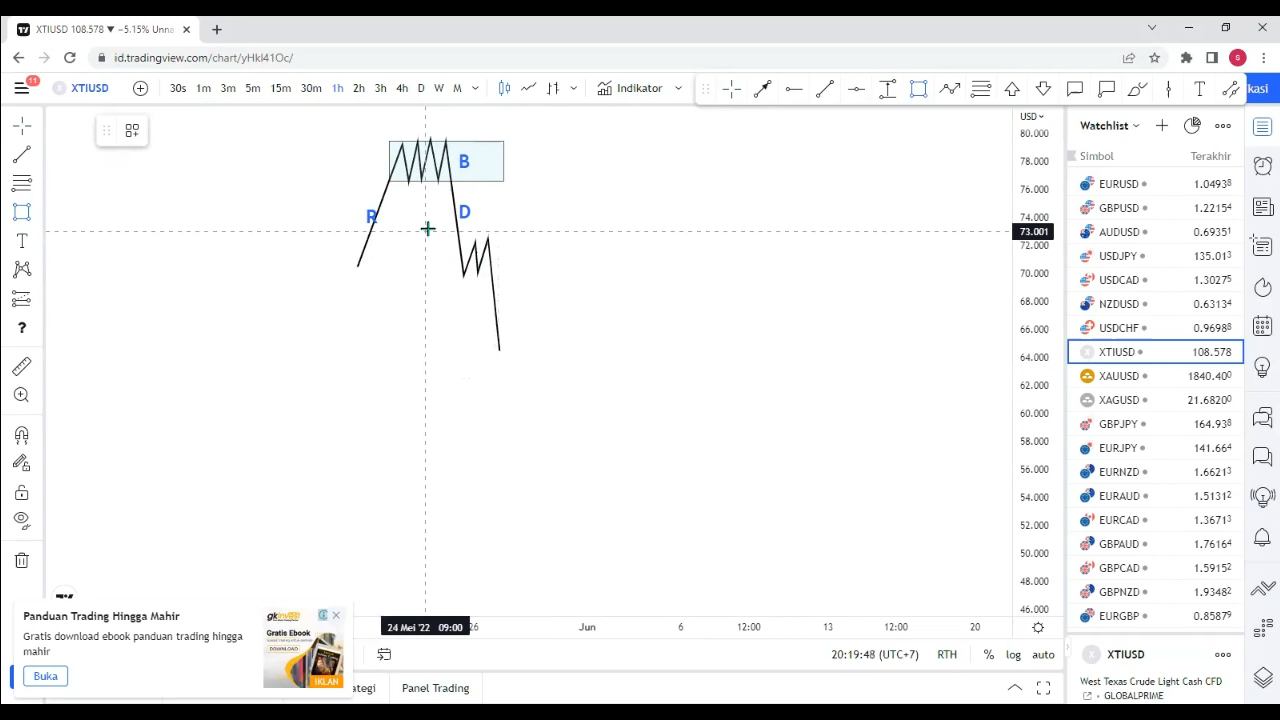 XTIUSD 108.578 ▼ −5.15% Unna
id.tradingview.com/chart/yHkl41Oc/
S
11
XTIUSD
30s 1m 3m 5m 15m 30m 1h 2h 3h 4h D W M
Indikator
kasi
USD
80.000
78.000
76.000
74.000
73.001
72.000
70.000
68.000
66.000
64.000
62.000
60.000
58.000
56.000
54.000
52.000
50.000
48.000
46.000
B
R
D
24 Mei '22 09:00
26
Jun
6
12:00
13
12:00
20
20:19:48 (UTC+7)
RTH
%
log
auto
Panduan Trading Hingga Mahir
Gratis download ebook panduan trading hingga
mahir
Buka
gkinvest
Gratis Ebook
DOWNLOAD
IKLAN
tegi
Panel Trading
Watchlist
Simbol Terakhir
EURUSD 1.04938
GBPUSD 1.22154
AUDUSD 0.69351
USDJPY 135.013
USDCAD 1.30275
NZDUSD 0.63134
USDCHF 0.96988
XTIUSD 108.578
XAUUSD 1840.400
XAGUSD 21.6820
GBPJPY 164.938
EURJPY 141.664
EURNZD 1.66213
EURAUD 1.51312
EURCAD 1.36713
GBPAUD 1.76164
GBPCAD 1.59152
GBPNZD 1.93482
EURGBP 0.85879
XTIUSD
West Texas Crude Light Cash CFD
GLOBALPRIME